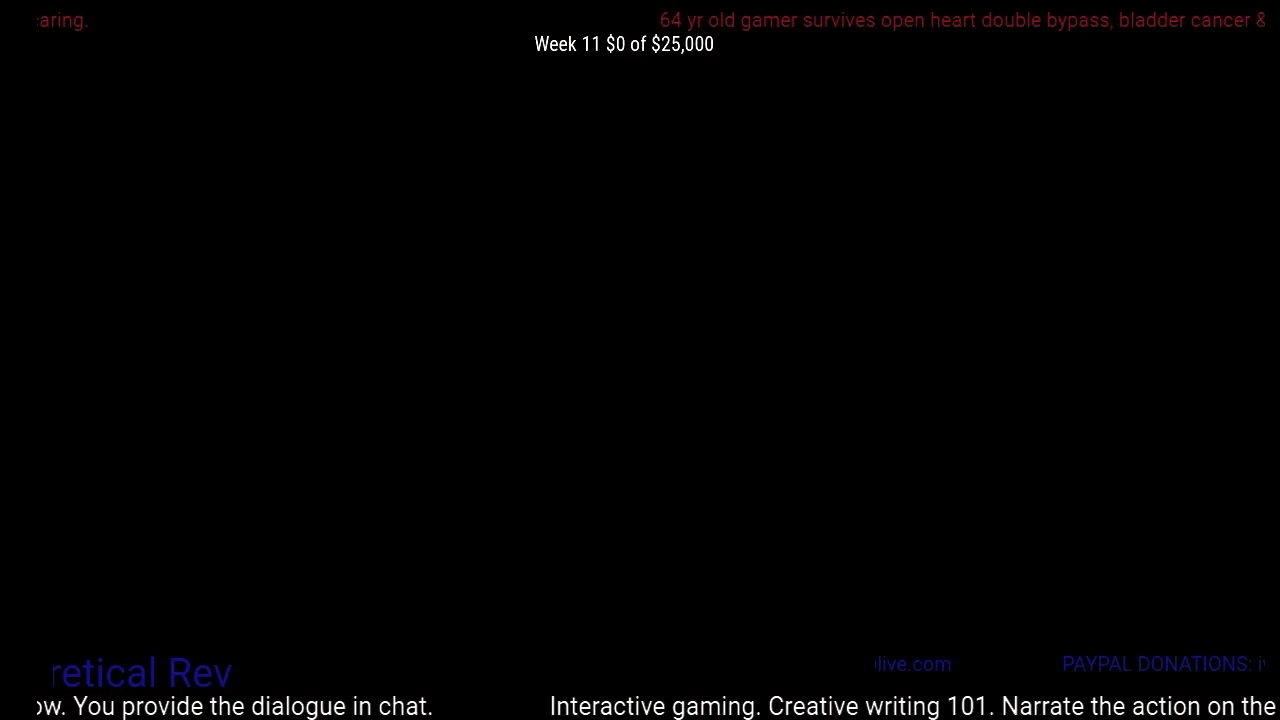 64 yr old gamer survives open heart double bypass, bladder cancer &
Week 11 $0 of $25,000
live.com PAYPAL DONATIONS:
retical Rev
You provide the dialogue in chat. Interactive gaming. Creative writing 101. Narrate the action on the